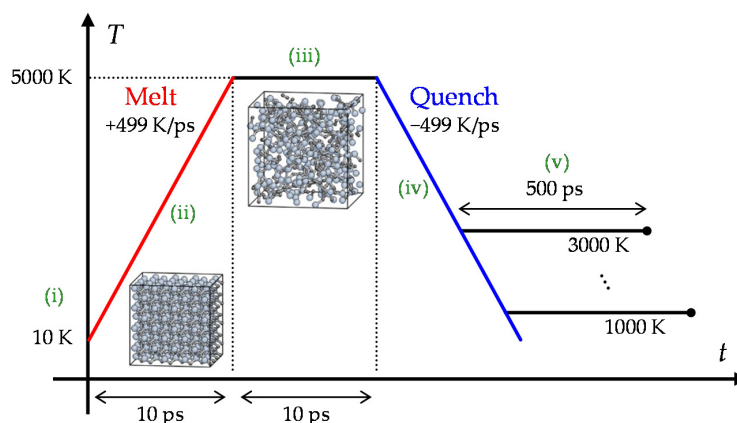 T
(iii)
5000 K
Melt
+499 K/ps
Quench
−499 K/ps
(v)
500 ps
(ii)
(iv)
3000 K
(i)
10 K
1000 K
t
10 ps
10 ps